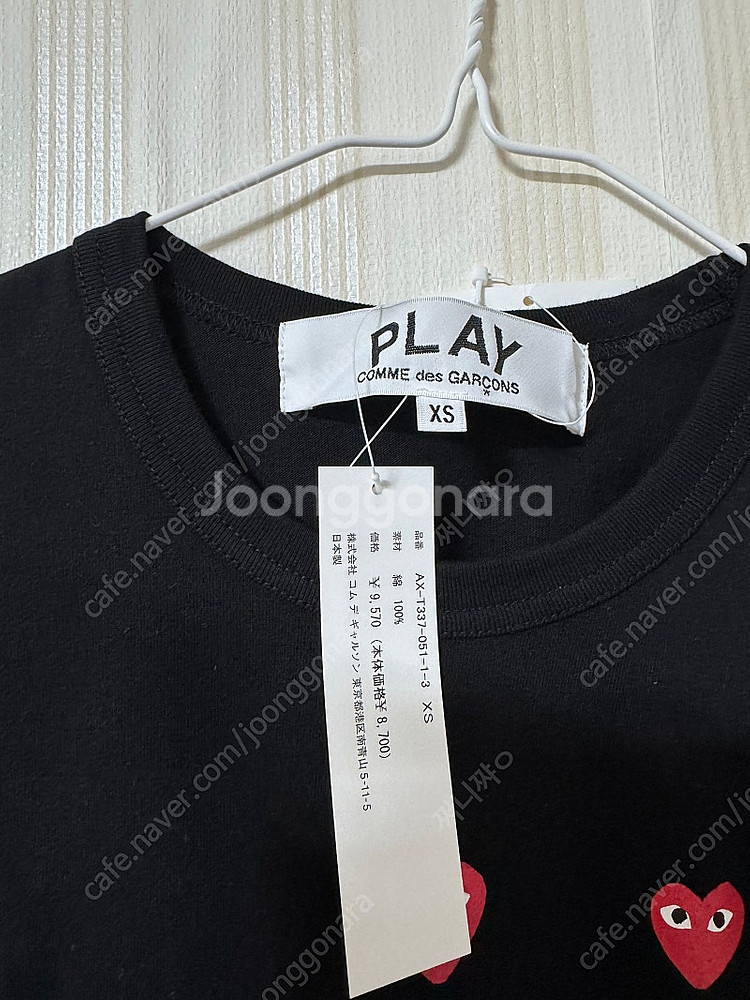 PLAY
COMME des GARÇONS
XS
品番 AX-T337-051-1-3 XS
素材 綿 100%
価格 ¥ 9,570 (本体価格¥ 8,700)
株式会社 コム デ ギャルソン 東京都港区南青山 5-11-5
日本製
Joonggonara
cafe.naver.com/joonggonara